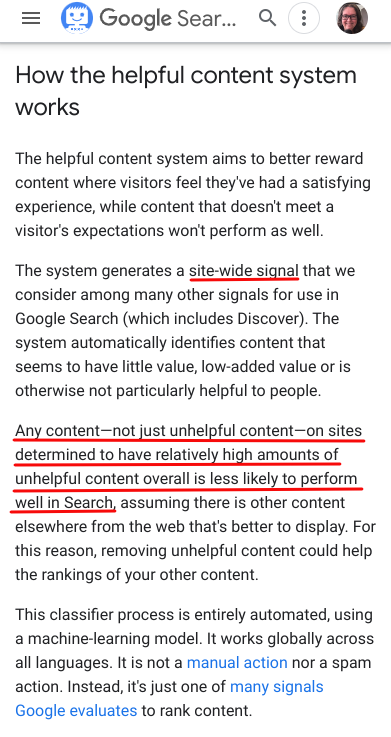 Google Sear...
How the helpful content system
works
The helpful content system aims to better reward
content where visitors feel they've had a satisfying
experience, while content that doesn't meet a
visitor's expectations won't perform as well.
The system generates a site-wide signal that we
consider among many other signals for use in
Google Search (which includes Discover). The
system automatically identifies content that
seems to have little value, low-added value or is
otherwise not particularly helpful to people.
Any content—not just unhelpful content—on sites
determined to have relatively high amounts of
unhelpful content overall is less likely to perform
well in Search, assuming there is other content
elsewhere from the web that's better to display. For
this reason, removing unhelpful content could help
the rankings of your other content.
This classifier process is entirely automated, using
a machine-learning model. It works globally across
all languages. It is not a manual action nor a spam
action. Instead, it's just one of many signals
Google evaluates to rank content.